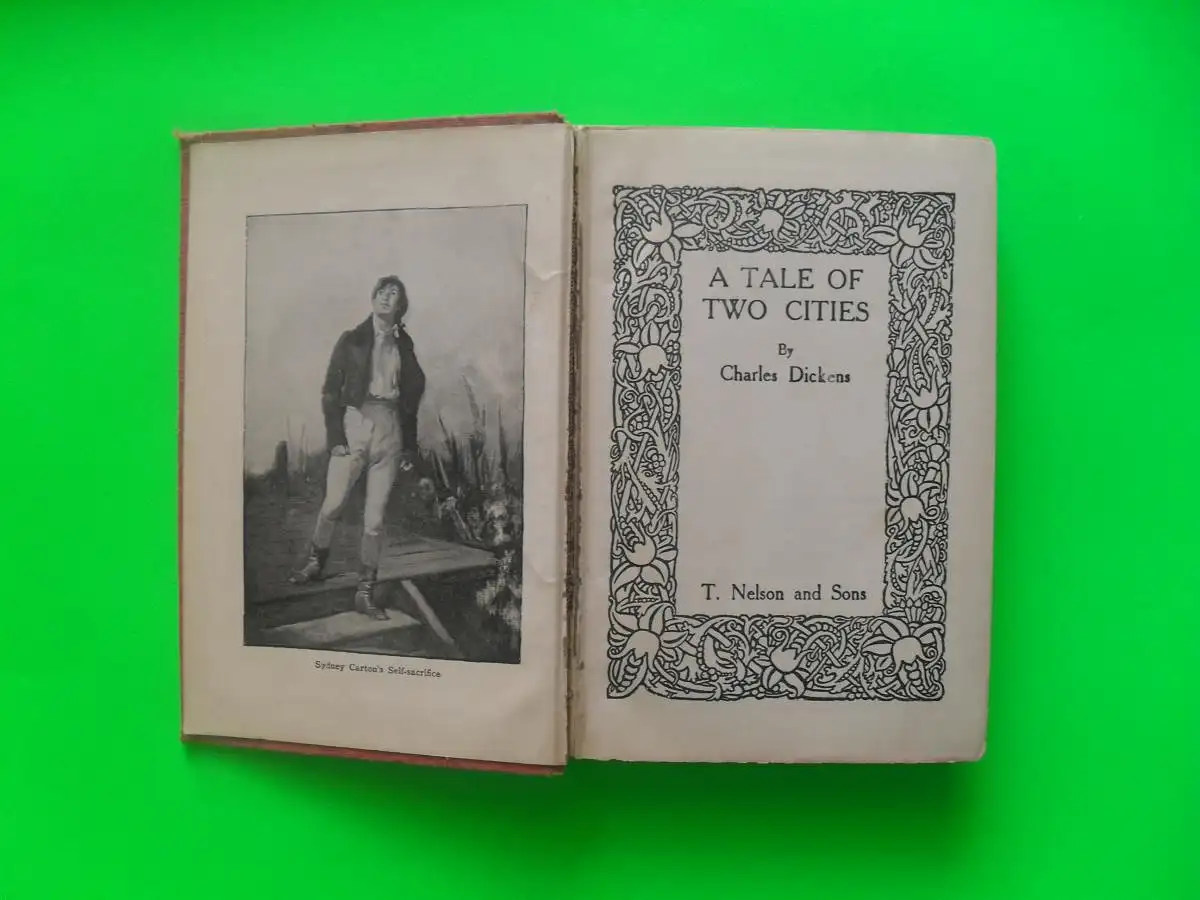 Sydney Carton's Self-sacrifice
A TALE OF
TWO CITIES
By
Charles Dickens
T. Nelson and Sons